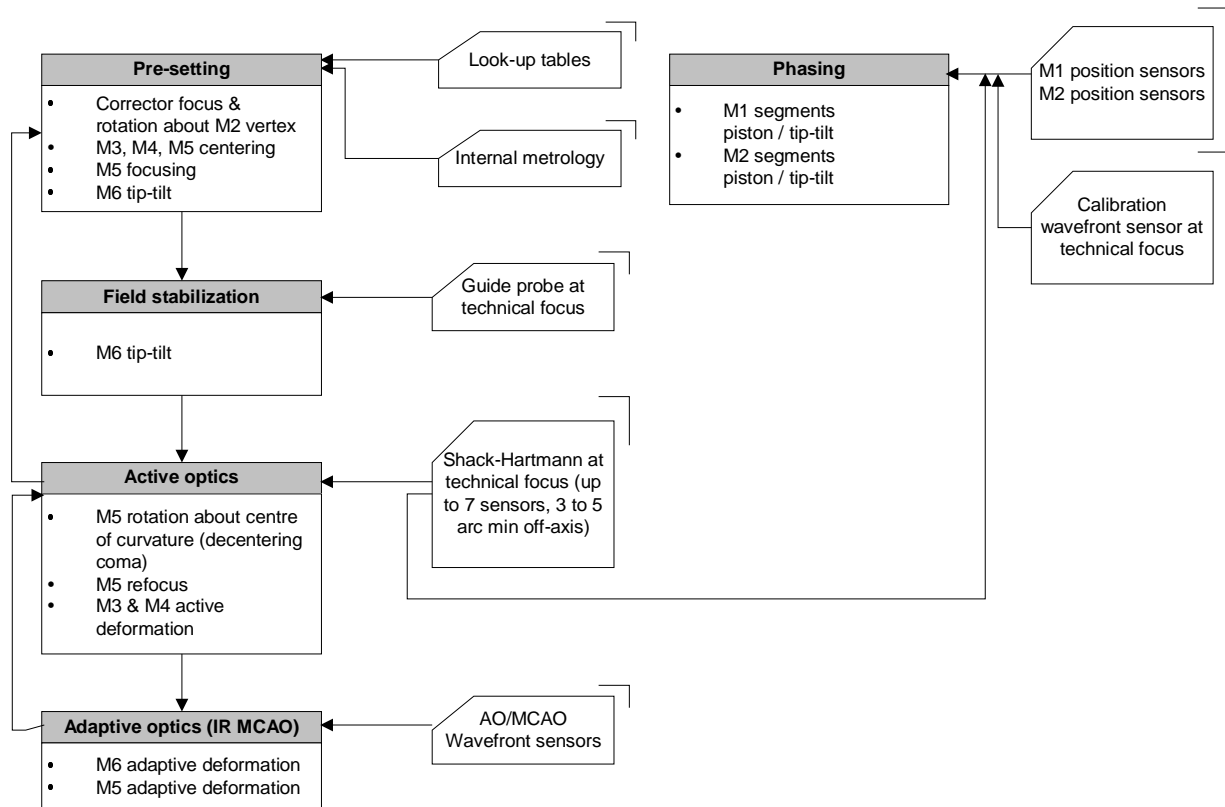 Pre-setting
• Corrector focus &
rotation about M2 vertex
• M3, M4, M5 centering
• M5 focusing
• M6 tip-tilt
Look-up tables
Internal metrology
Field stabilization
• M6 tip-tilt
Guide probe at
technical focus
Active optics
• M5 rotation about centre
of curvature (decentering
coma)
• M5 refocus
• M3 & M4 active
deformation
Shack-Hartmann at
technical focus (up
to 7 sensors, 3 to 5
arc min off-axis)
Adaptive optics (IR MCAO)
• M6 adaptive deformation
• M5 adaptive deformation
AO/MCAO
Wavefront sensors
Phasing
• M1 segments
piston / tip-tilt
• M2 segments
piston / tip-tilt
M1 position sensors
M2 position sensors
Calibration
wavefront sensor at
technical focus